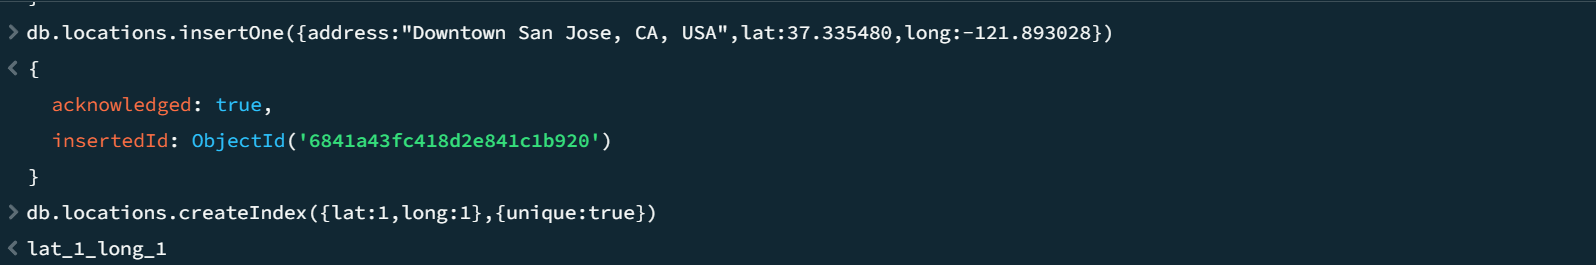 > db.locations.insertOne({address:"Downtown San Jose, CA, USA",lat:37.335480,long:-121.893028})
< {
acknowledged: true,
insertedId: ObjectId('6841a43fc418d2e841c1b920')
}
> db.locations.createIndex({lat:1,long:1},{unique:true})
< lat_1_long_1